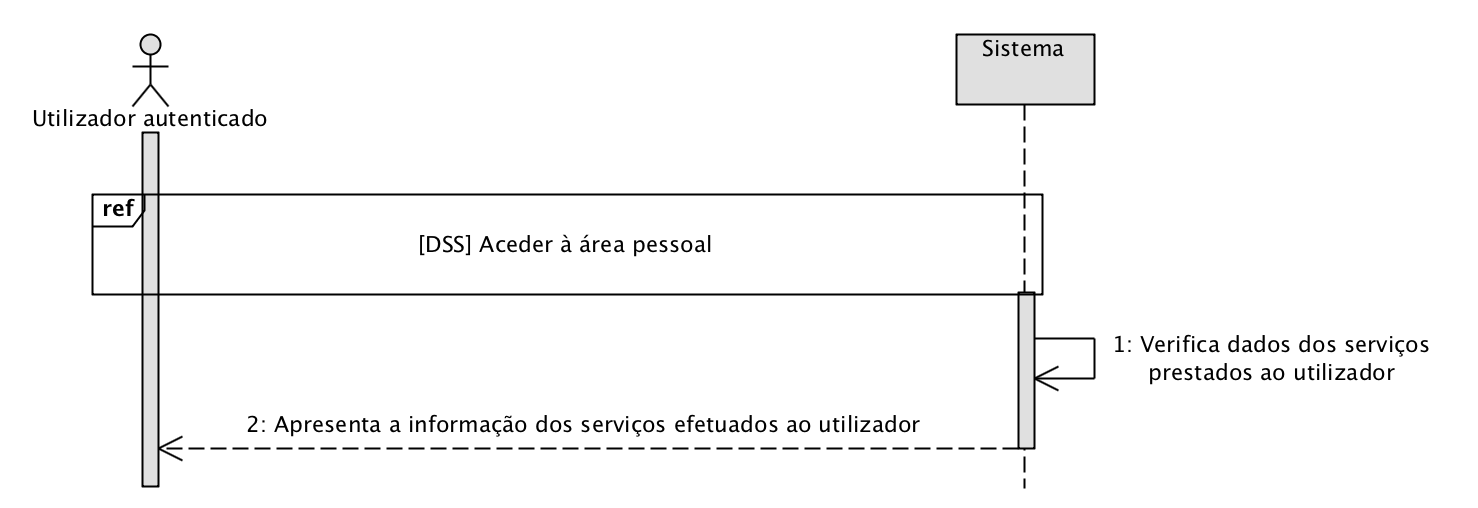 Sistema
Utilizador autenticado
ref
[DSS] Aceder à área pessoal
1: Verifica dados dos serviços
prestados ao utilizador
2: Apresenta a informação dos serviços efetuados ao utilizador